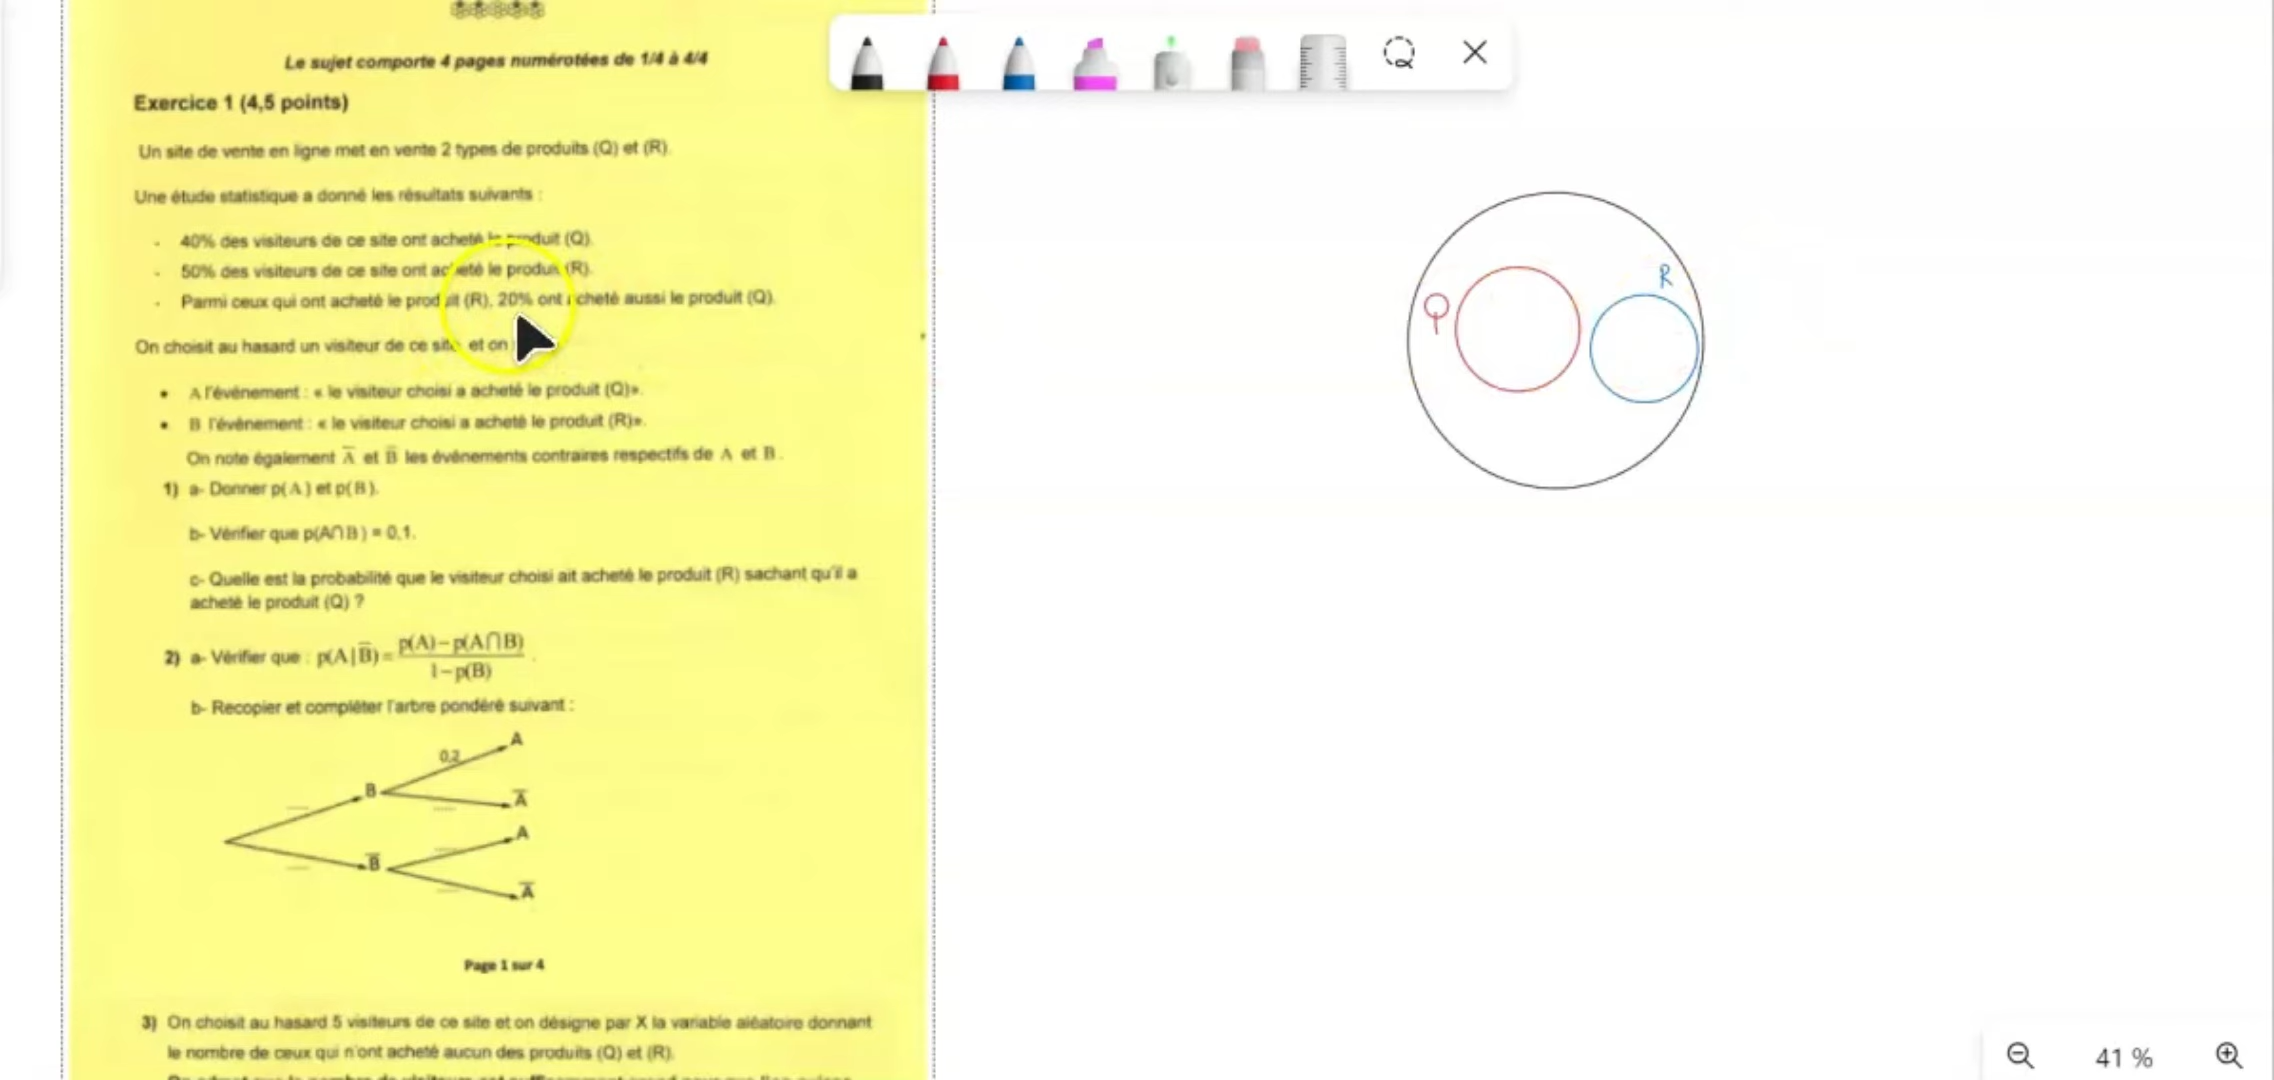 Le sujet comporte 4 pages numérotées de 1/4 à 4/4
Exercice 1 (4,5 points)
Un site de vente en ligne met en vente 2 types de produits (Q) et (R).
Une étude statistique a donné les résultats suivants :
- 40% des visiteurs de ce site ont acheté le produit (Q).
- 50% des visiteurs de ce site ont acheté le produit (R).
- Parmi ceux qui ont acheté le produit (R), 20% ont acheté aussi le produit (Q).
On choisit au hasard un visiteur de ce site et on
• A l'événement : « le visiteur choisi a acheté le produit (Q)».
• B l'événement : « le visiteur choisi a acheté le produit (R)».
On note également A̅ et B̅ les événements contraires respectifs de A et B.
1) a- Donner p(A) et p(B).
b- Vérifier que p(A∩B) = 0,1.
c- Quelle est la probabilité que le visiteur choisi ait acheté le produit (R) sachant qu'il a
acheté le produit (Q) ?
2) a- Vérifier que : p(A|B̅) = p(A)−p(A∩B) / 1−p(B) .
b- Recopier et compléter l'arbre pondéré suivant :
0,2
A
B
A̅
A
B̅
A̅
Page 1 sur 4
3) On choisit au hasard 5 visiteurs de ce site et on désigne par X la variable aléatoire donnant
le nombre de ceux qui n'ont acheté aucun des produits (Q) et (R).
Q
R
41 %